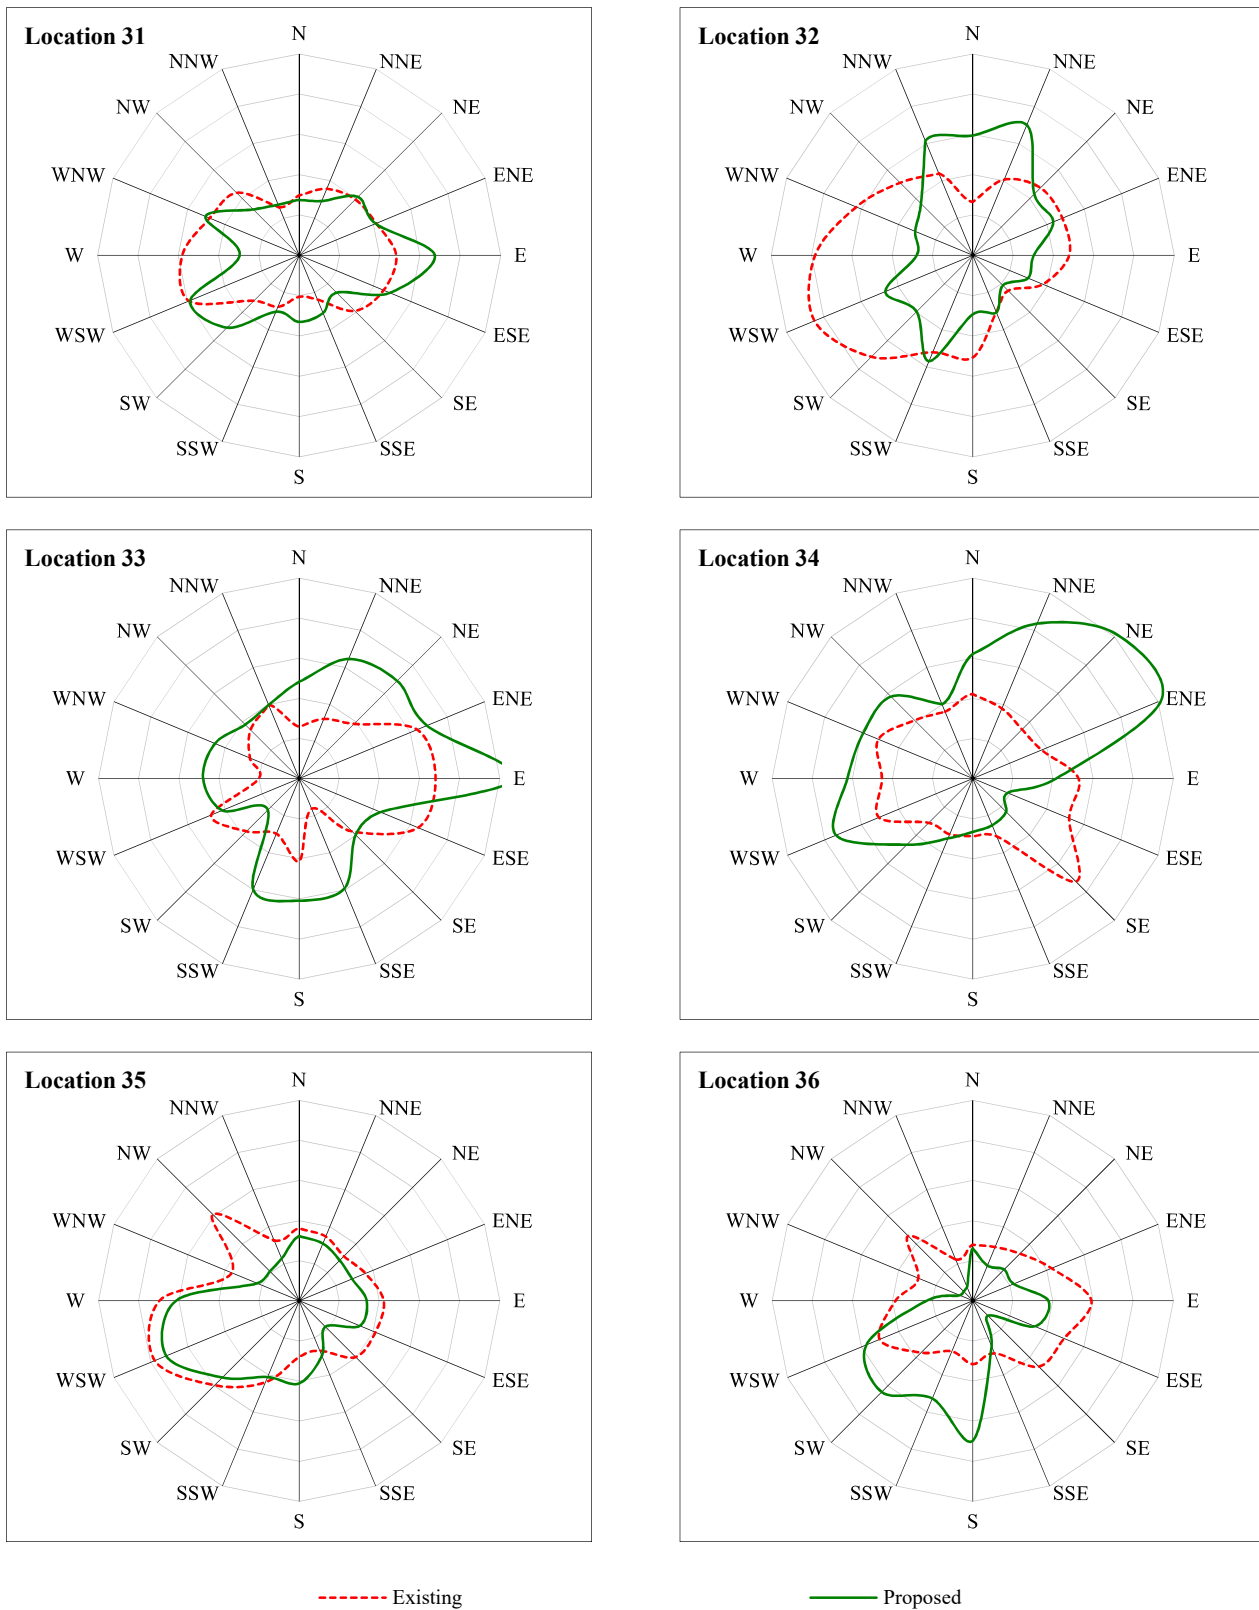 Location 31
N
NNW
NNE
NW
NE
WNW
ENE
W
E
WSW
ESE
SW
SE
SSW
SSE
S
Location 32
N
NNW
NNE
NW
NE
WNW
ENE
W
E
WSW
ESE
SW
SE
SSW
SSE
S
Location 33
N
NNW
NNE
NW
NE
WNW
ENE
W
E
WSW
ESE
SW
SE
SSW
SSE
S
Location 34
N
NNW
NNE
NW
NE
WNW
ENE
W
E
WSW
ESE
SW
SE
SSW
SSE
S
Location 35
N
NNW
NNE
NW
NE
WNW
ENE
W
E
WSW
ESE
SW
SE
SSW
SSE
S
Location 36
N
NNW
NNE
NW
NE
WNW
ENE
W
E
WSW
ESE
SW
SE
SSW
SSE
S
Existing
Proposed